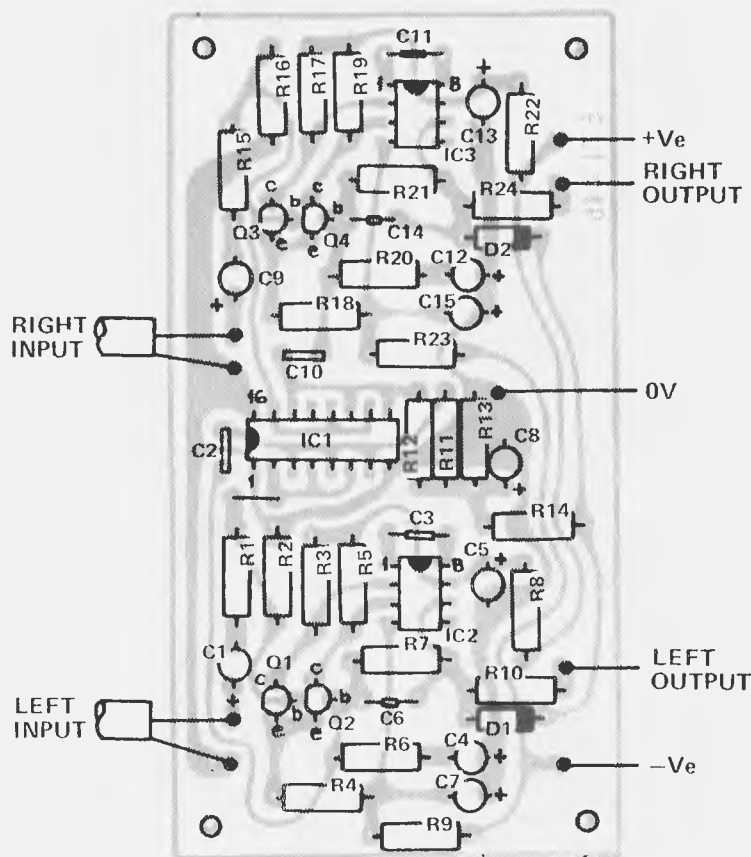 C11
R16
R17
R19
1
8
+
C13
R22
+Ve
IC3
R15
RIGHT
OUTPUT
R21
R24
c
c
b
b
Q3
Q4
e
e
C14
D2
R20
C12
+
C9
+
R18
C15
+
RIGHT
INPUT
R23
C10
0V
16
C2
IC1
R12
R11
R13
C8
+
1
R14
C3
R1
R2
R3
R5
1
8
C5
+
R8
IC2
R7
C1
Q1
LEFT
OUTPUT
c
c
R10
+
b
b
LEFT
INPUT
Q2
C6
D1
e
e
R6
C4
+
−Ve
R4
C7
+
R9